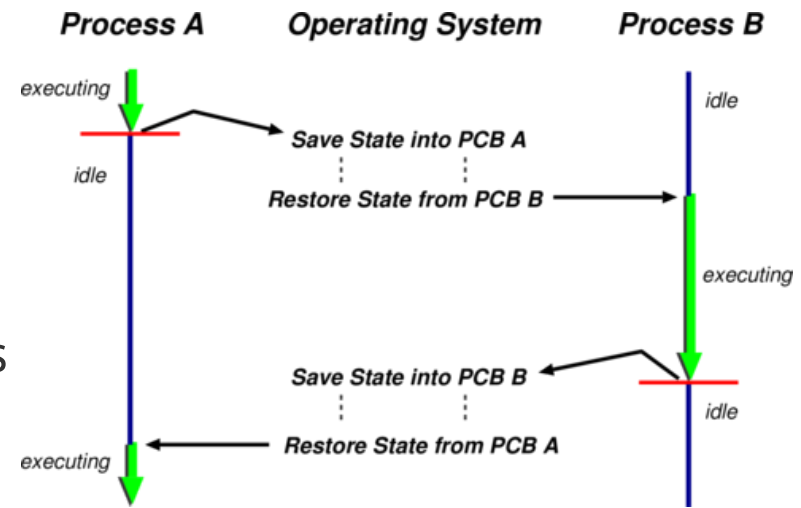 Process A Operating System Process B
executing
idle
Save State into PCB A
idle
Restore State from PCB B
executing
s
Save State into PCB B
idle
Restore State from PCB A
executing